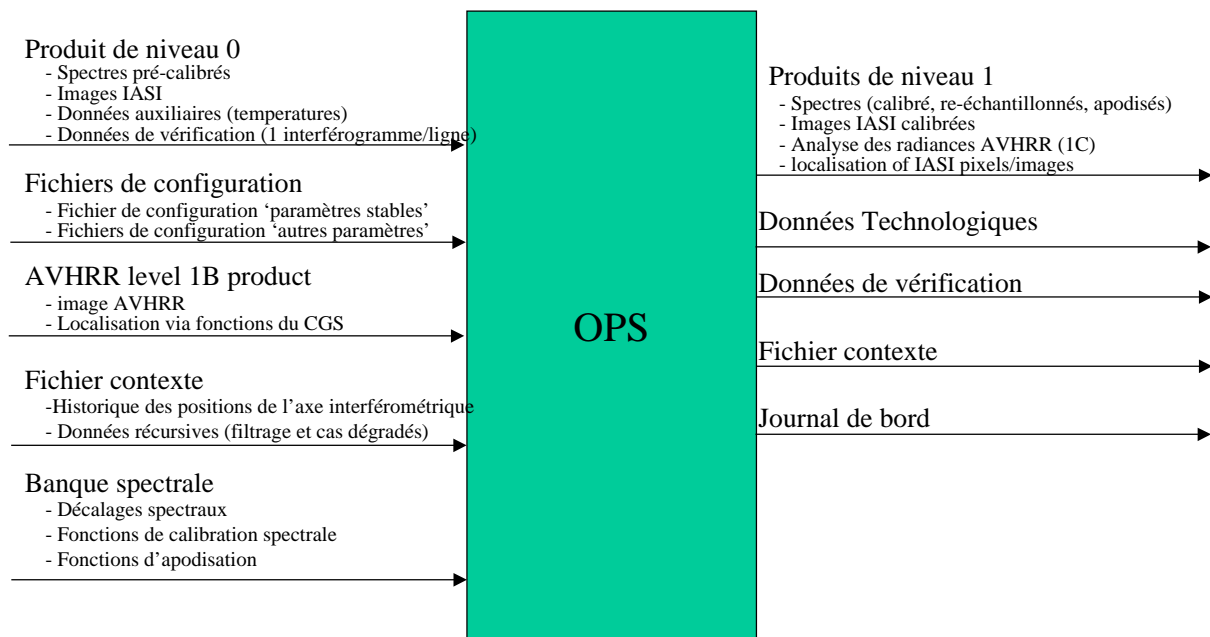 Produit de niveau 0
- Spectres pré-calibrés
- Images IASI
- Données auxiliaires (temperatures)
- Données de vérification (1 interférogramme/ligne)
Fichiers de configuration
- Fichier de configuration ‘paramètres stables’
- Fichiers de configuration ‘autres paramètres’
AVHRR level 1B product
- image AVHRR
- Localisation via fonctions du CGS
Fichier contexte
-Historique des positions de l’axe interférométrique
- Données récursives (filtrage et cas dégradés)
Banque spectrale
- Décalages spectraux
- Fonctions de calibration spectrale
- Fonctions d’apodisation
OPS
Produits de niveau 1
- Spectres (calibré, re-échantillonnés, apodisés)
- Images IASI calibrées
- Analyse des radiances AVHRR (1C)
- localisation of IASI pixels/images
Données Technologiques
Données de vérification
Fichier contexte
Journal de bord